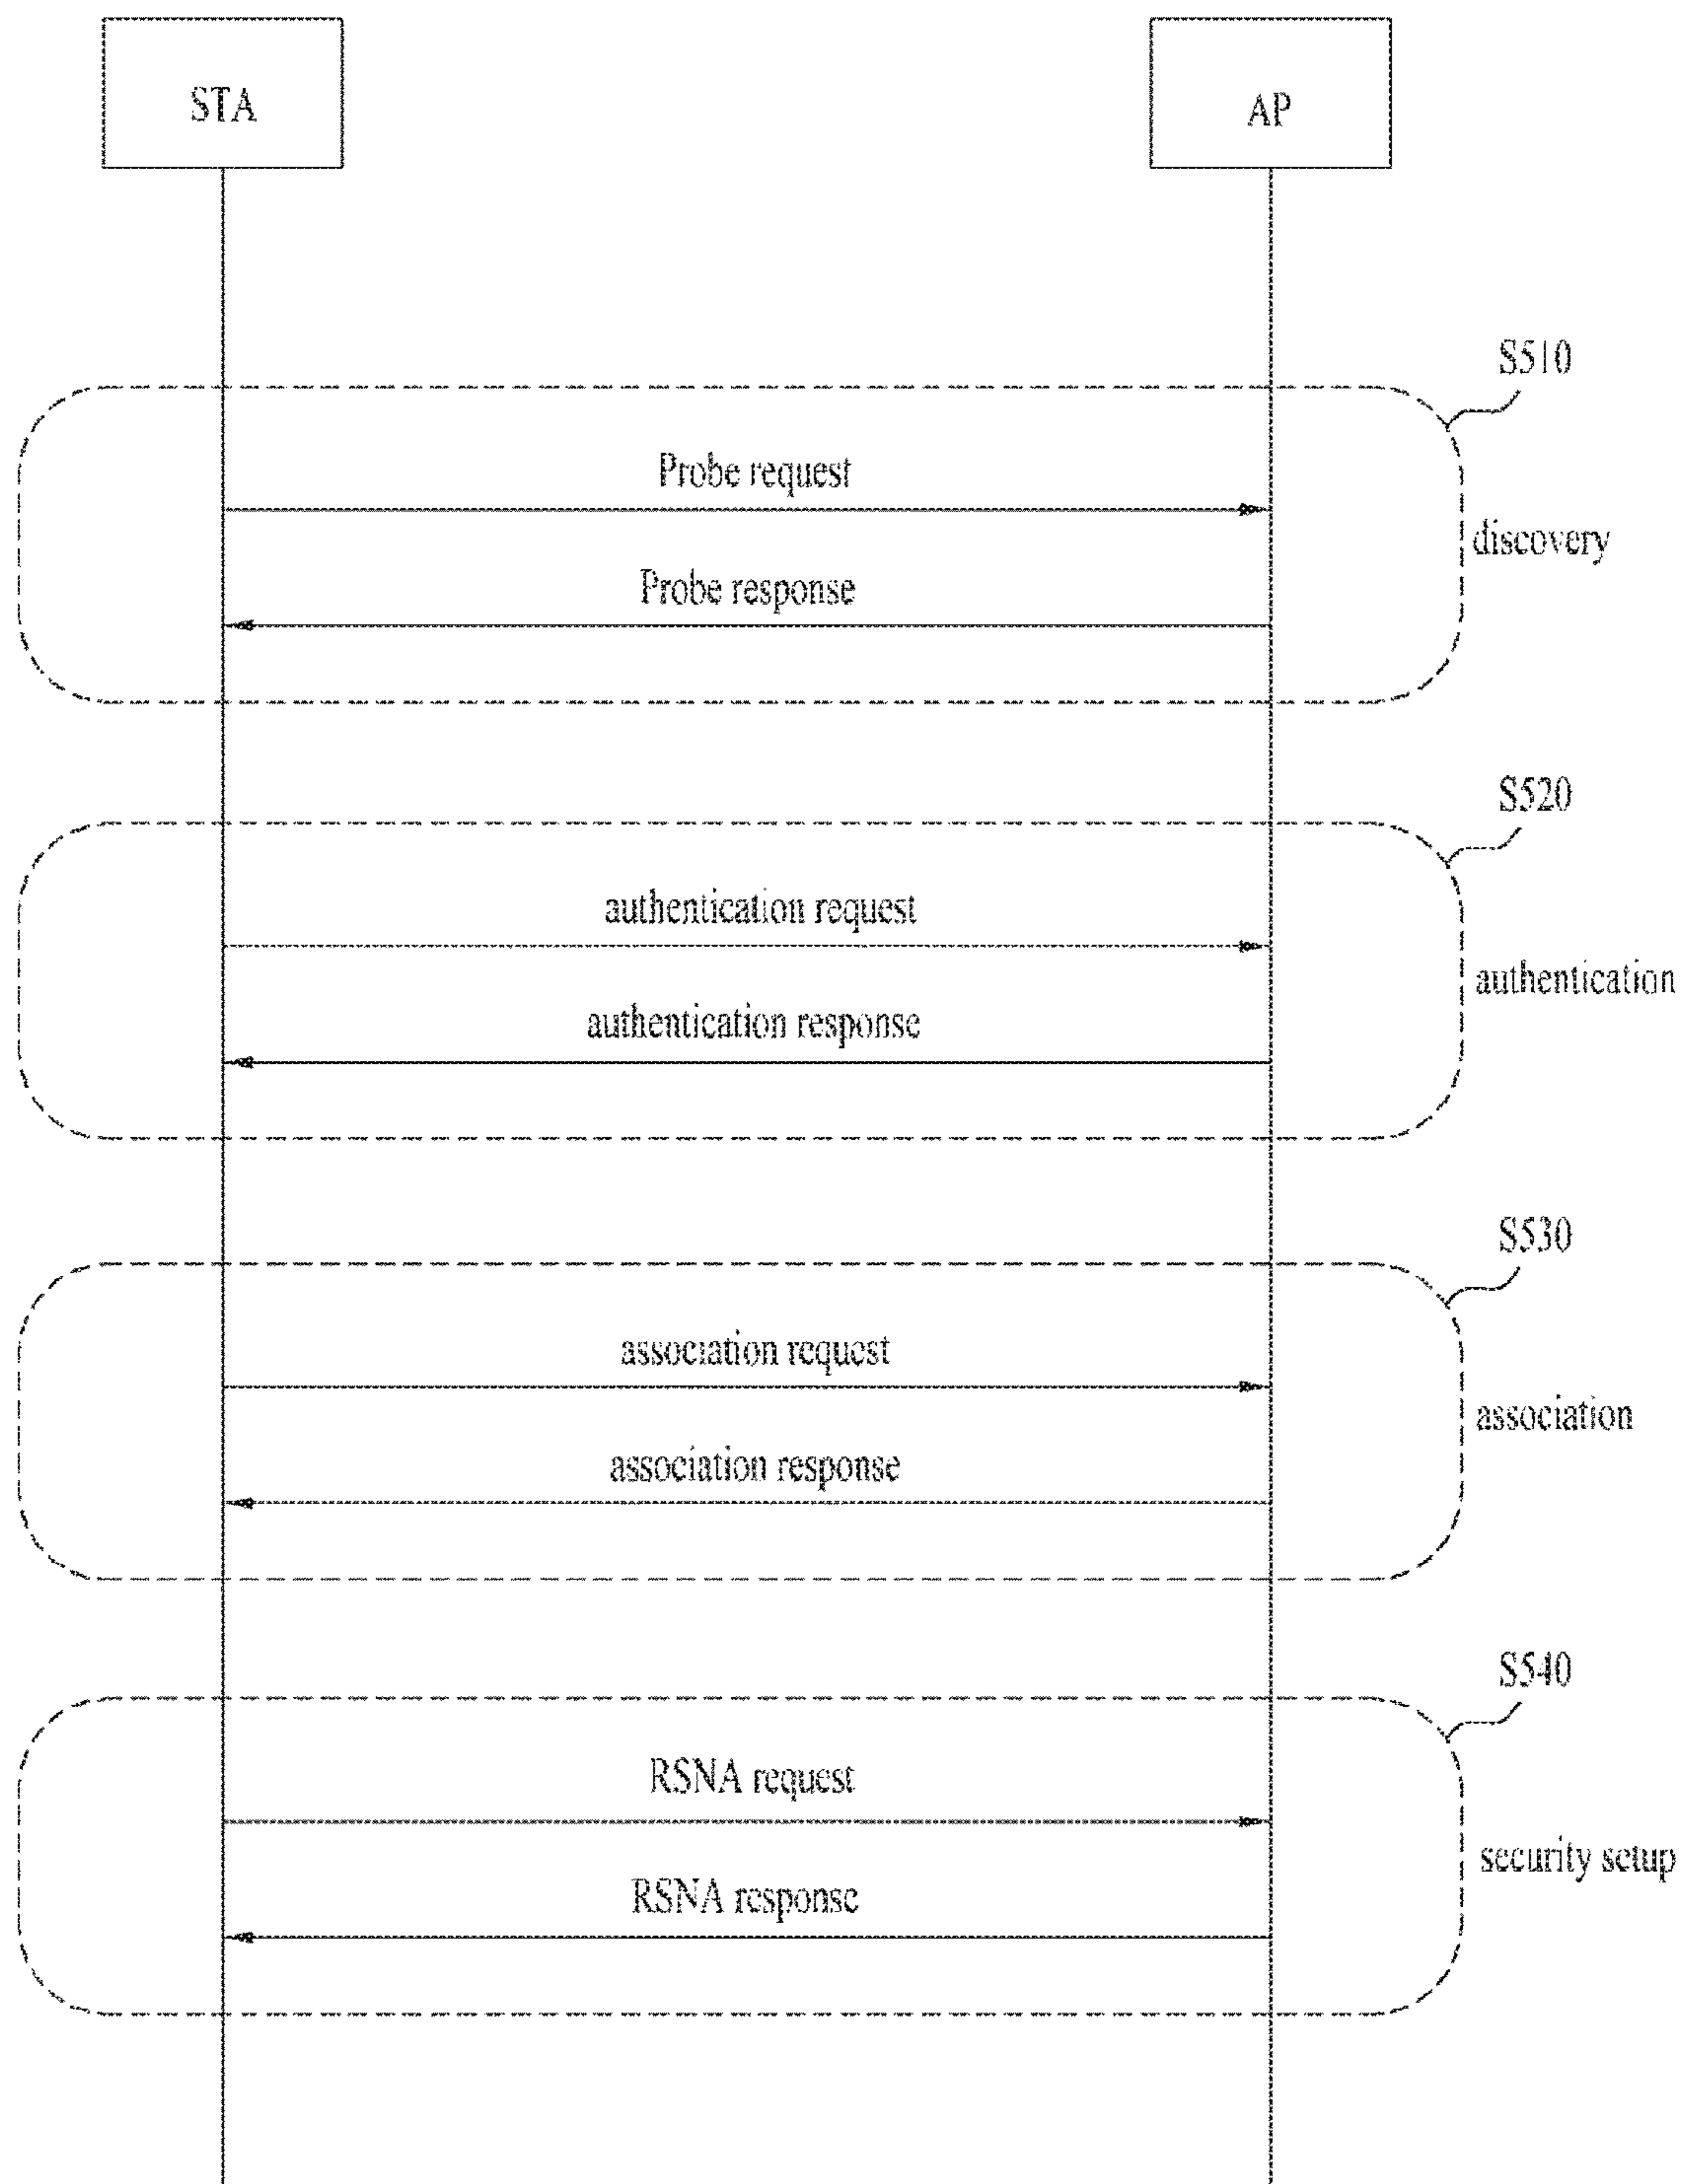 STA
AP
S510
Probe request
discovery
Probe response
S520
authentication request
authentication
authentication response
S530
association request
association
association response
S540
RSNA request
security setup
RSNA response